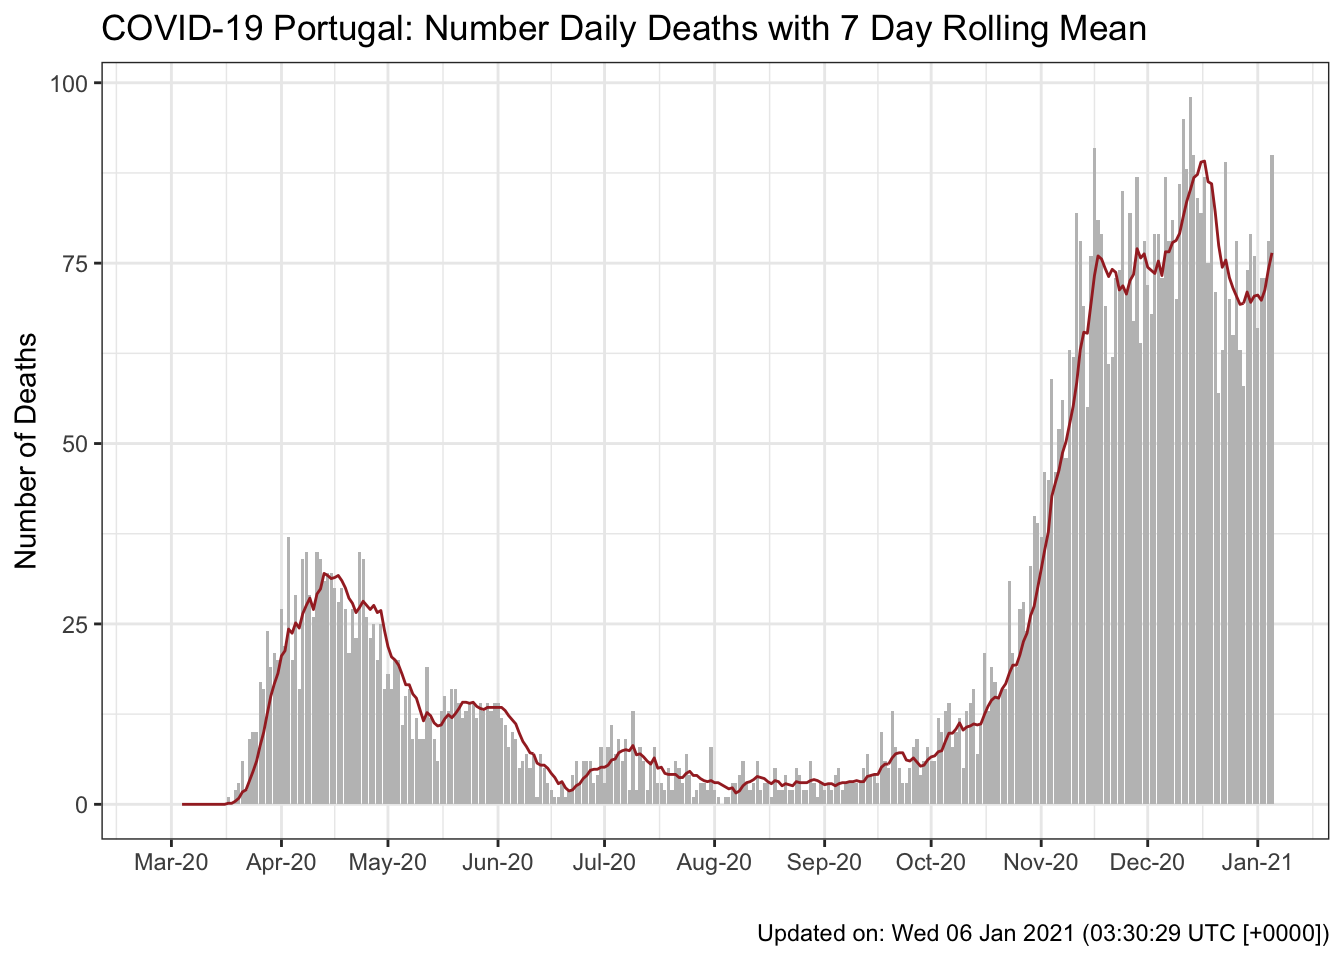 COVID-19 Portugal: Number Daily Deaths with 7 Day Rolling Mean
Number of Deaths
100
75
50
25
0
Mar-20 Apr-20 May-20 Jun-20 Jul-20 Aug-20 Sep-20 Oct-20 Nov-20 Dec-20 Jan-21
Updated on: Wed 06 Jan 2021 (03:30:29 UTC [+0000])